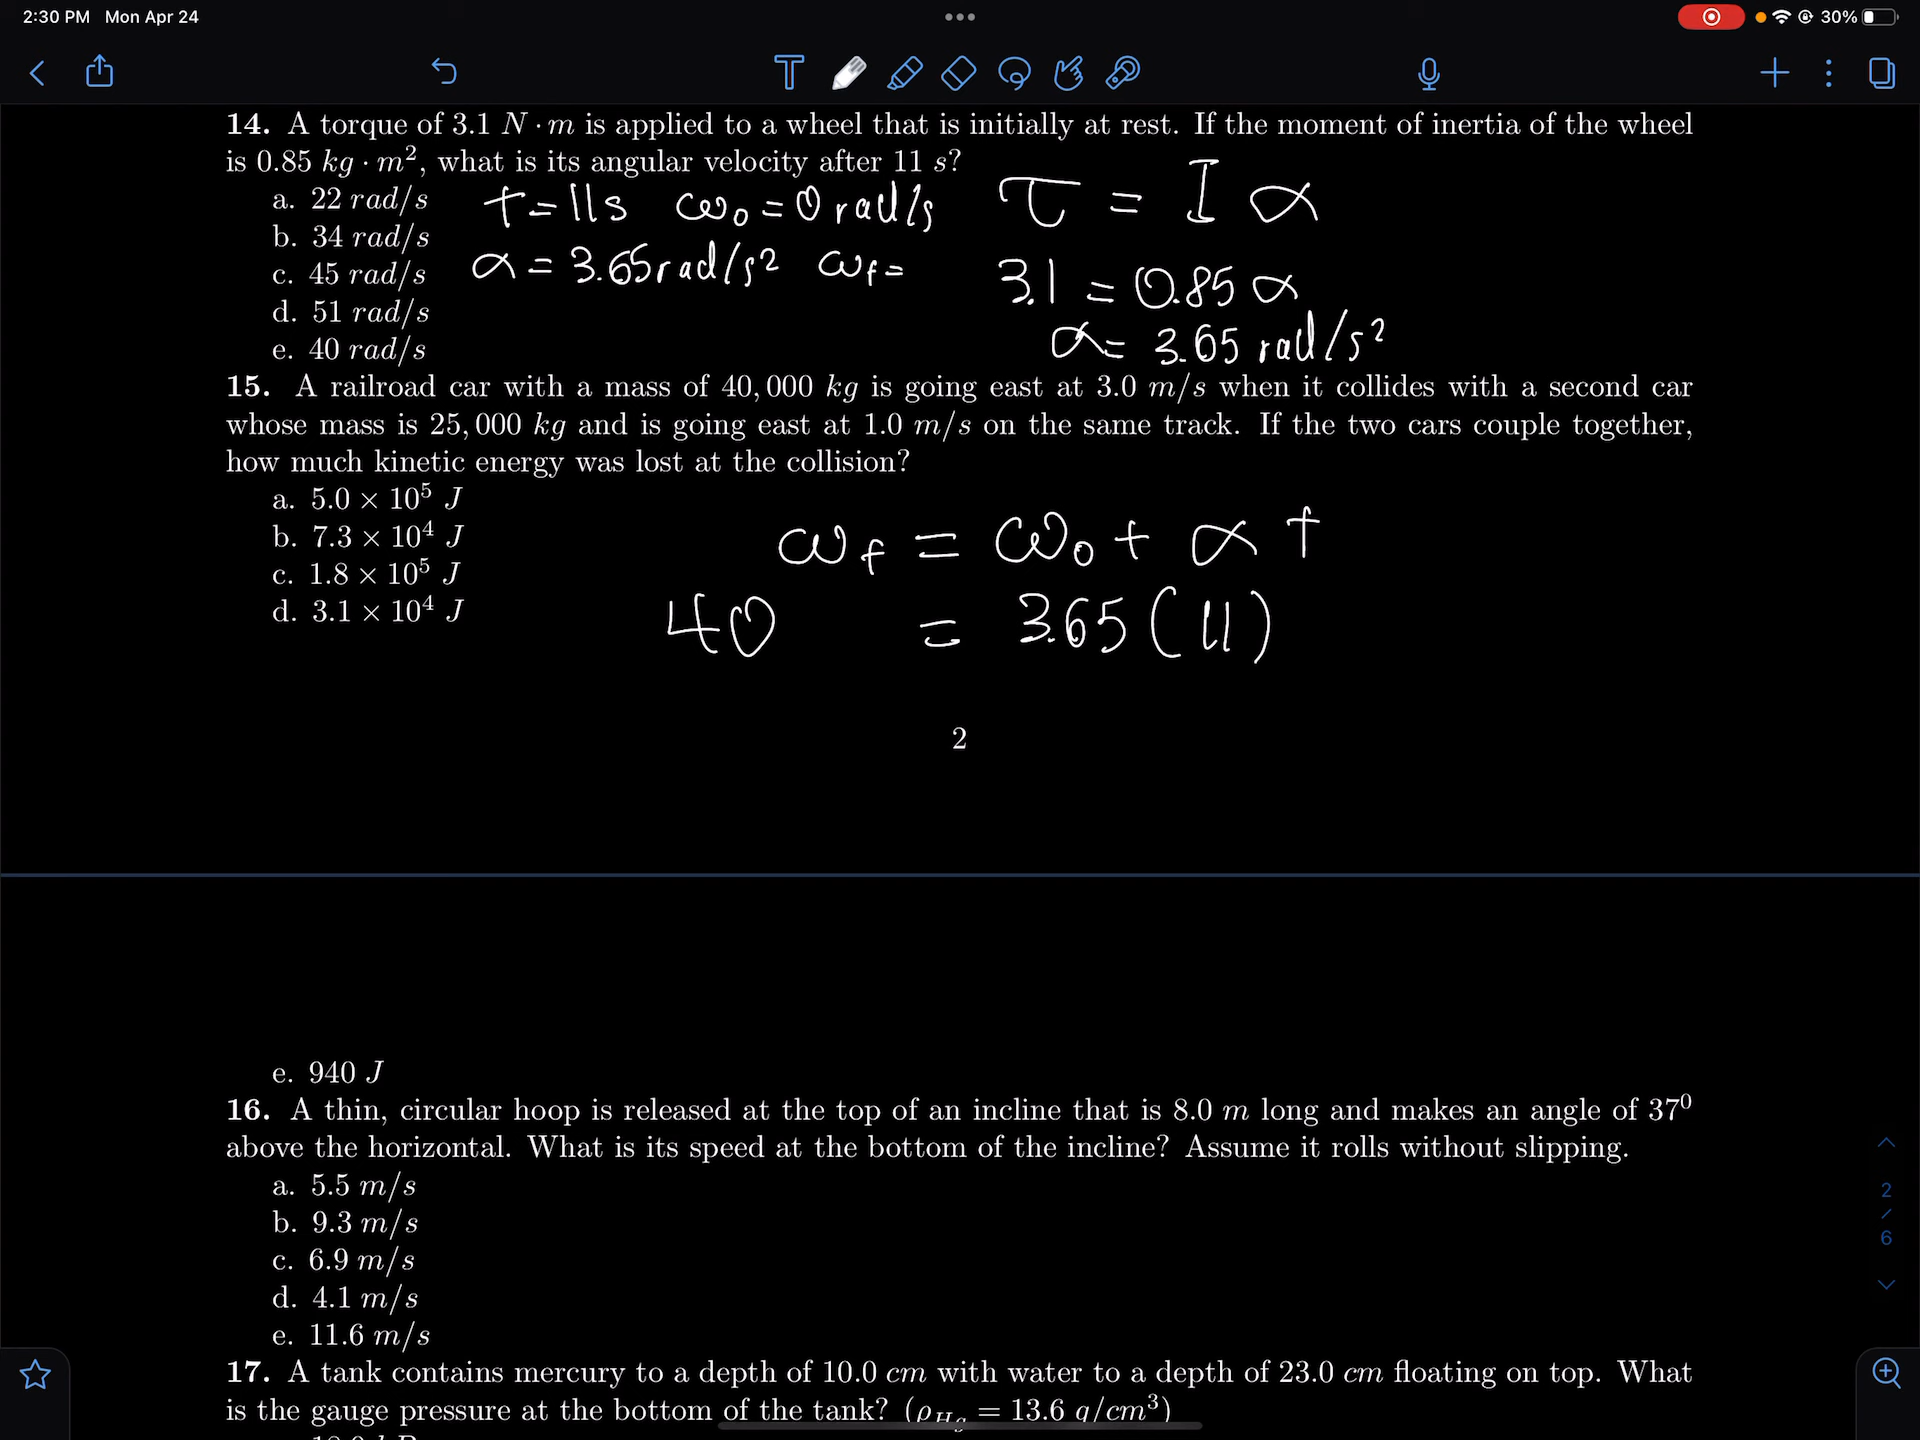 2:30 PM Mon Apr 24
30%
14. A torque of 3.1 N · m is applied to a wheel that is initially at rest. If the moment of inertia of the wheel
is 0.85 kg · m², what is its angular velocity after 11 s?
a. 22 rad/s
b. 34 rad/s
c. 45 rad/s
d. 51 rad/s
e. 40 rad/s
t = 11s ω₀ = 0 rad/s
α = 3.65 rad/s² ωf =
τ = I α
3.1 = 0.85 α
α = 3.65 rad/s²
15. A railroad car with a mass of 40,000 kg is going east at 3.0 m/s when it collides with a second car
whose mass is 25,000 kg and is going east at 1.0 m/s on the same track. If the two cars couple together,
how much kinetic energy was lost at the collision?
a. 5.0 × 10⁵ J
b. 7.3 × 10⁴ J
c. 1.8 × 10⁵ J
d. 3.1 × 10⁴ J
ωf = ω₀ + α t
40 = 3.65 (11)
2
e. 940 J
16. A thin, circular hoop is released at the top of an incline that is 8.0 m long and makes an angle of 37⁰
above the horizontal. What is its speed at the bottom of the incline? Assume it rolls without slipping.
a. 5.5 m/s
b. 9.3 m/s
c. 6.9 m/s
d. 4.1 m/s
e. 11.6 m/s
2
/
6
17. A tank contains mercury to a depth of 10.0 cm with water to a depth of 23.0 cm floating on top. What
is the gauge pressure at the bottom of the tank? (ρHg = 13.6 g/cm³)